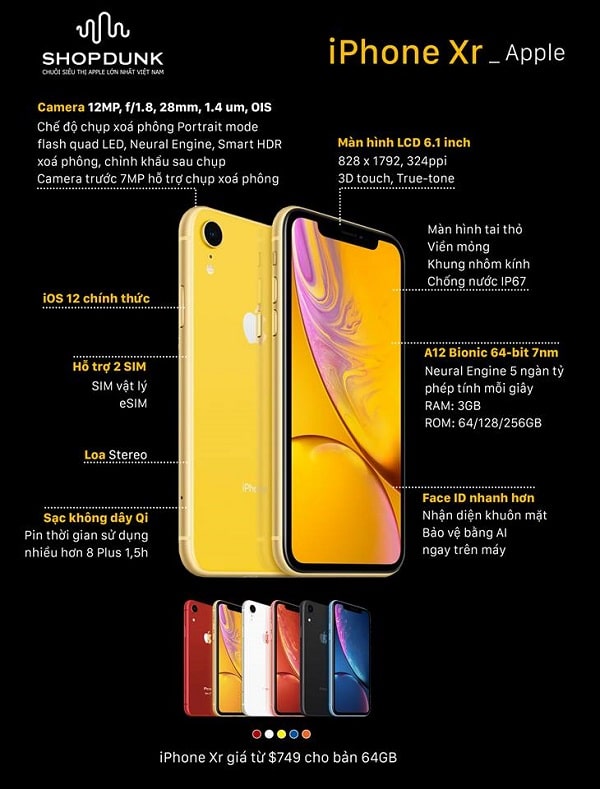 SHOPDUNK
CHUỖI SIÊU THỊ APPLE LỚN NHẤT VIỆT NAM
iPhone Xr _ Apple
Camera 12MP, f/1.8, 28mm, 1.4 um, OIS
Chế độ chụp xoá phông Portrait mode
flash quad LED, Neural Engine, Smart HDR
xoá phông, chỉnh khẩu sau chụp
Camera trước 7MP hỗ trợ chụp xoá phông
Màn hình LCD 6.1 inch
828 x 1792, 324ppi
3D touch, True-tone
Màn hình tai thỏ
Viền mỏng
Khung nhôm kính
Chống nước IP67
iOS 12 chính thức
Hỗ trợ 2 SIM
SIM vật lý
eSIM
A12 Bionic 64-bit 7nm
Neural Engine 5 ngàn tỷ
phép tính mỗi giây
RAM: 3GB
ROM: 64/128/256GB
Loa Stereo
Sạc không dây Qi
Pin thời gian sử dụng
nhiều hơn 8 Plus 1,5h
Face ID nhanh hơn
Nhận diện khuôn mặt
Bảo vệ bằng AI
ngay trên máy
iPho
iPhone Xr giá từ $749 cho bản 64GB